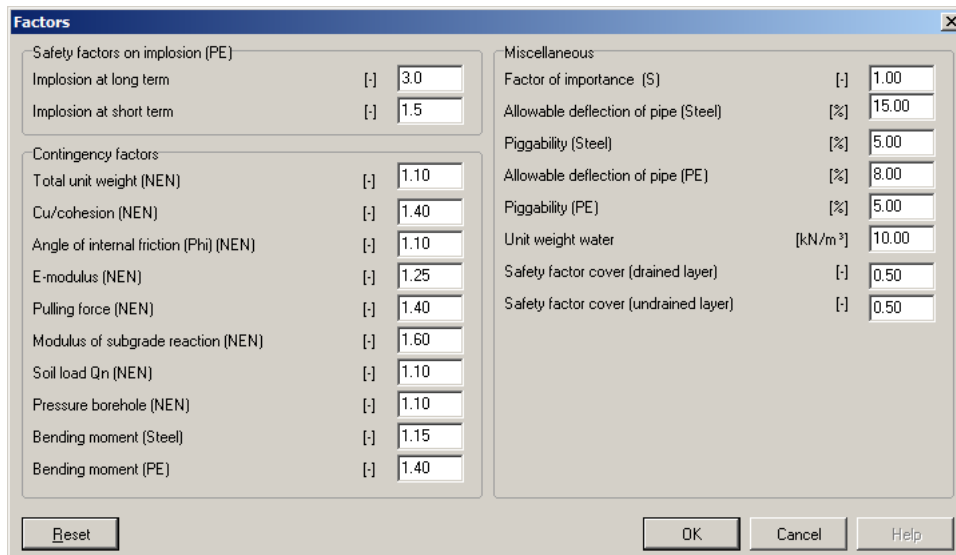 Factors
Safety factors on implosion (PE)
Implosion at long term [-] 3.0
Implosion at short term [-] 1.5
Contingency factors
Total unit weight (NEN) [-] 1.10
Cu/cohesion (NEN) [-] 1.40
Angle of internal friction (Phi) (NEN) [-] 1.10
E-modulus (NEN) [-] 1.25
Pulling force (NEN) [-] 1.40
Modulus of subgrade reaction (NEN) [-] 1.60
Soil load Qn (NEN) [-] 1.10
Pressure borehole (NEN) [-] 1.10
Bending moment (Steel) [-] 1.15
Bending moment (PE) [-] 1.40
Miscellaneous
Factor of importance (S) [-] 1.00
Allowable deflection of pipe (Steel) [%] 15.00
Piggability (Steel) [%] 5.00
Allowable deflection of pipe (PE) [%] 8.00
Piggability (PE) [%] 5.00
Unit weight water [kN/m³] 10.00
Safety factor cover (drained layer) [-] 0.50
Safety factor cover (undrained layer) [-] 0.50
Reset OK Cancel Help